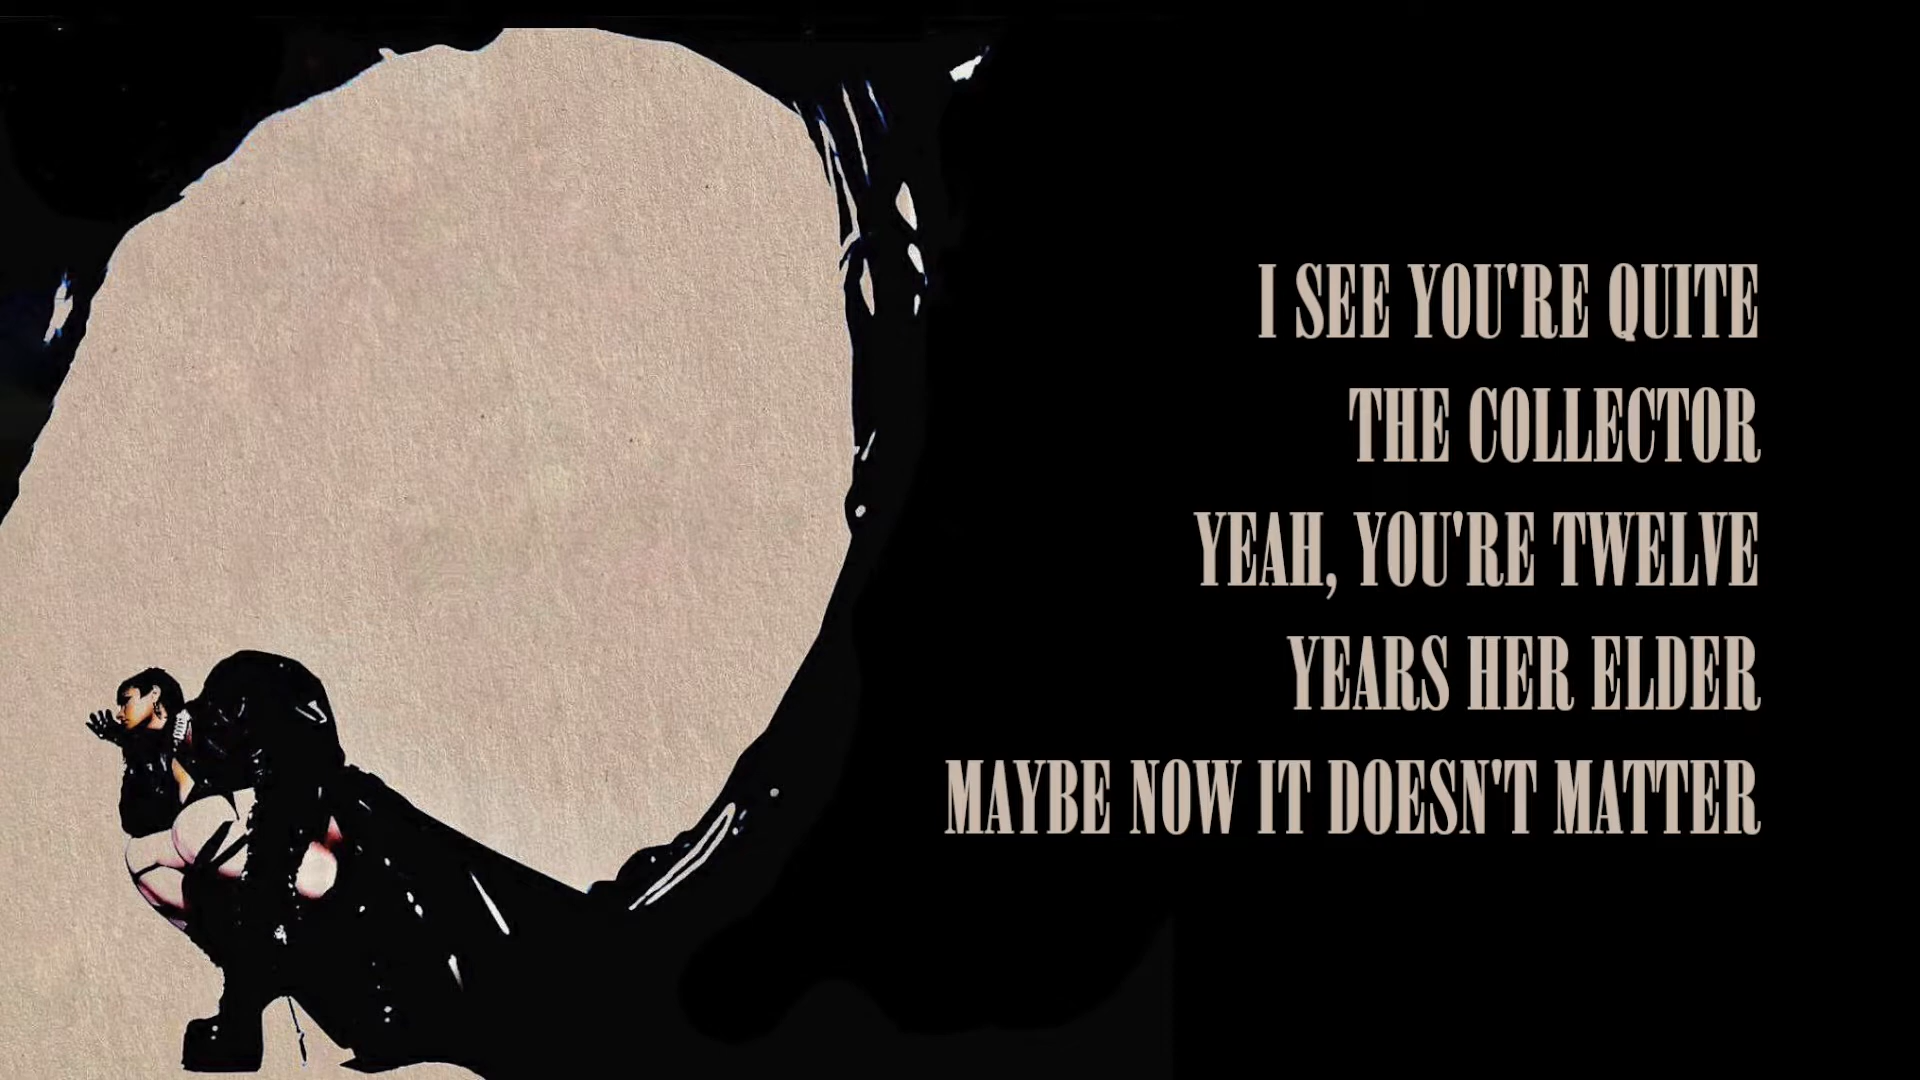 I SEE YOU'RE QUITE
THE COLLECTOR
YEAH, YOU'RE TWELVE
YEARS HER ELDER
MAYBE NOW IT DOESN'T MATTER